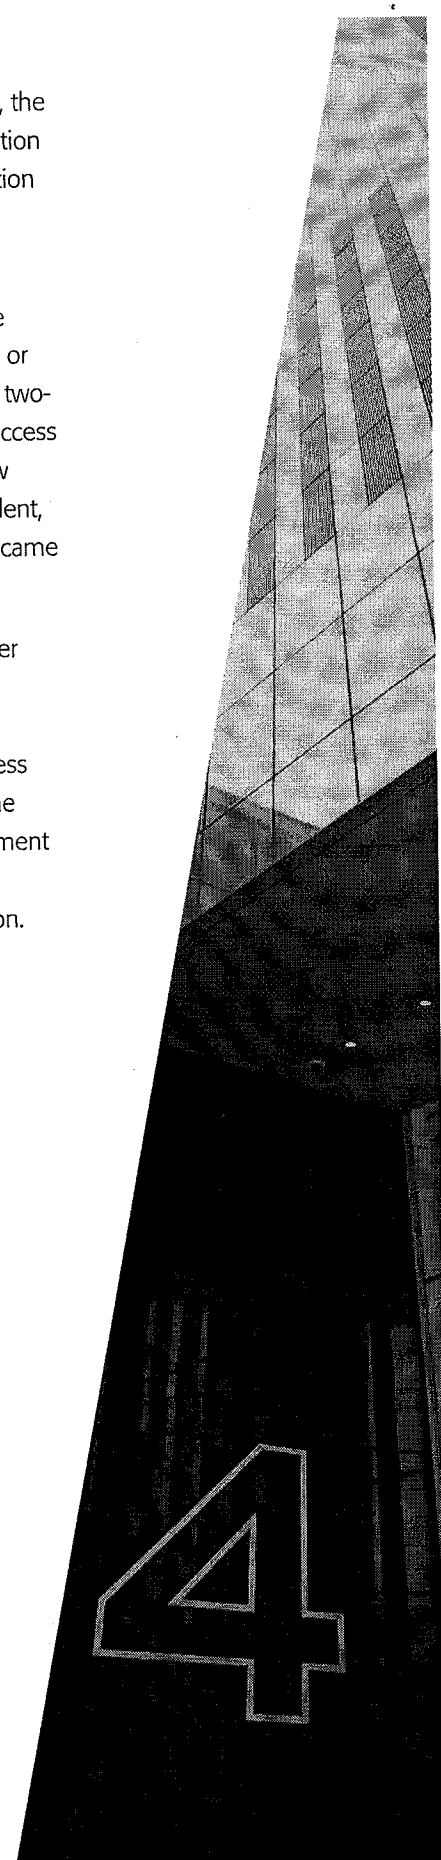 , the
tion
tion
e
or
two-
ccess
w
lent,
came
er
ess
ne
ment
on.
4